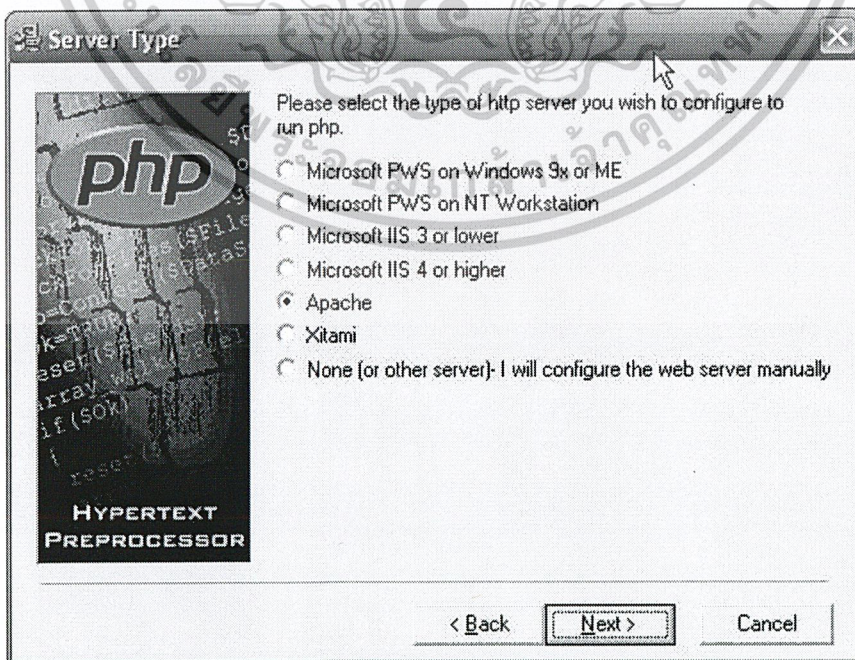 Server Type
Please select the type of http server you wish to configure to
run php.
Microsoft PWS on Windows 9x or ME
Microsoft PWS on NT Workstation
Microsoft IIS 3 or lower
Microsoft IIS 4 or higher
Apache
Xitami
None (or other server)- I will configure the web server manually
php
HYPERTEXT
PREPROCESSOR
< Back
Next >
Cancel